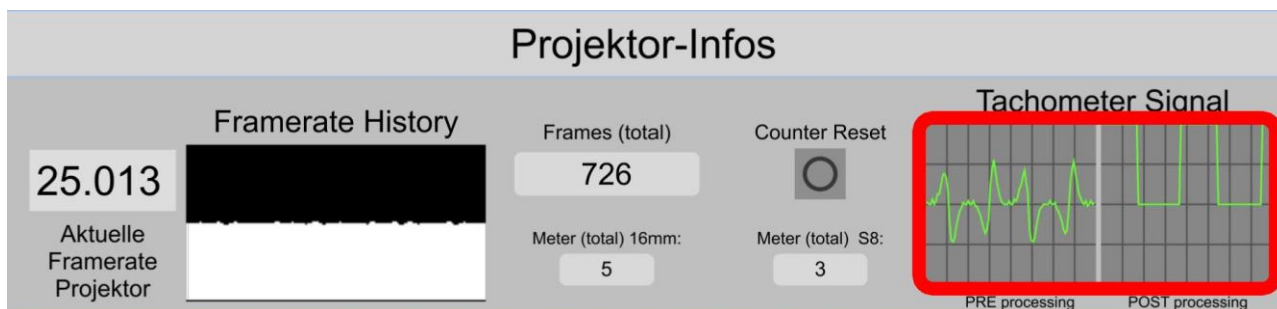 Projektor-Infos
Framerate History
Frames (total)
Counter Reset
Tachometer Signal
25.013
726
Aktuelle
Framerate
Projektor
Meter (total) 16mm:
Meter (total) S8:
5
3
PRE processing
POST processing